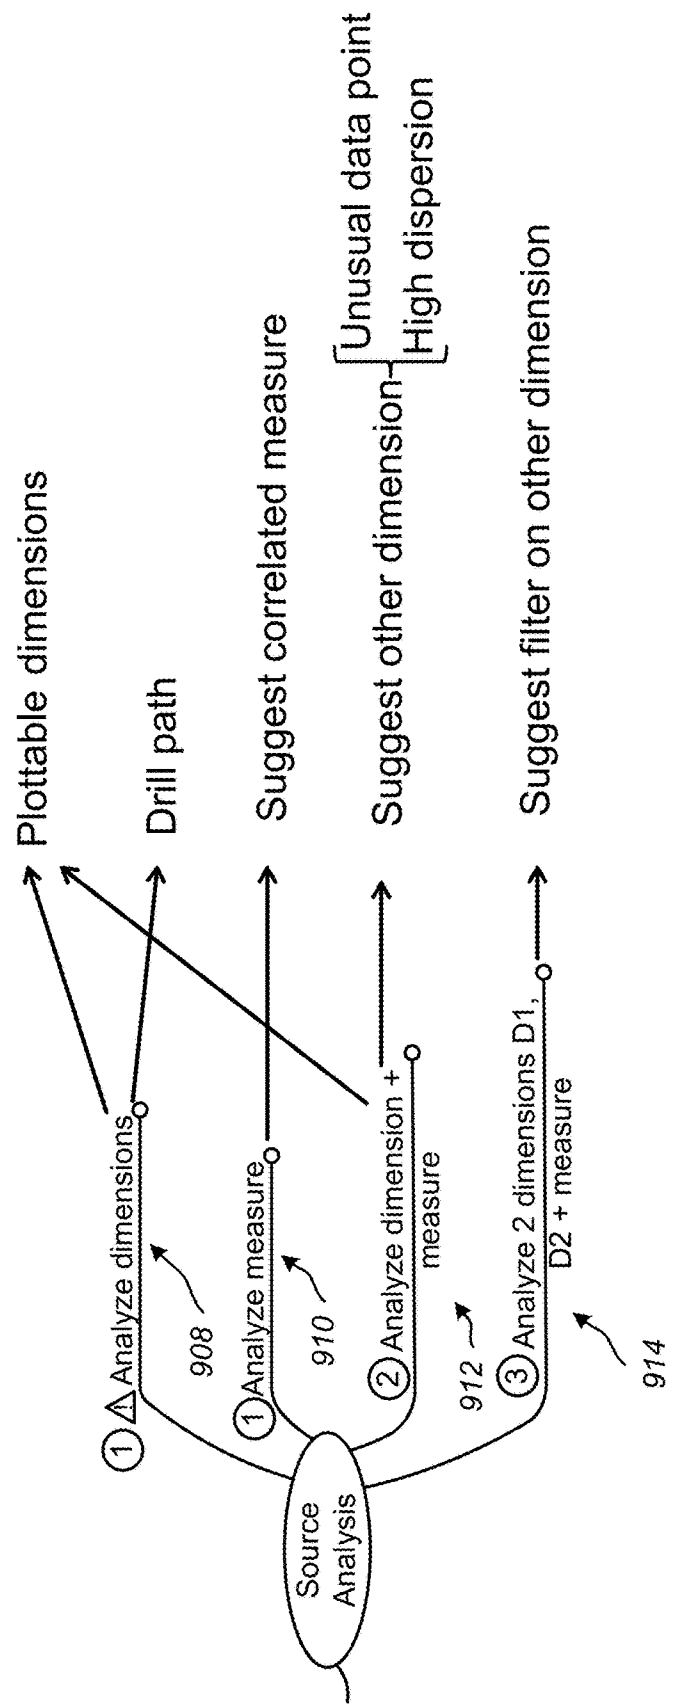 Source
Analysis
① ⚠ Analyze dimensions
908
Plottable dimensions
Drill path
① Analyze measure
910
Suggest correlated measure
② Analyze dimension +
measure
912
Suggest other dimension
Unusual data point
High dispersion
③ Analyze 2 dimensions D1,
D2 + measure
914
Suggest filter on other dimension